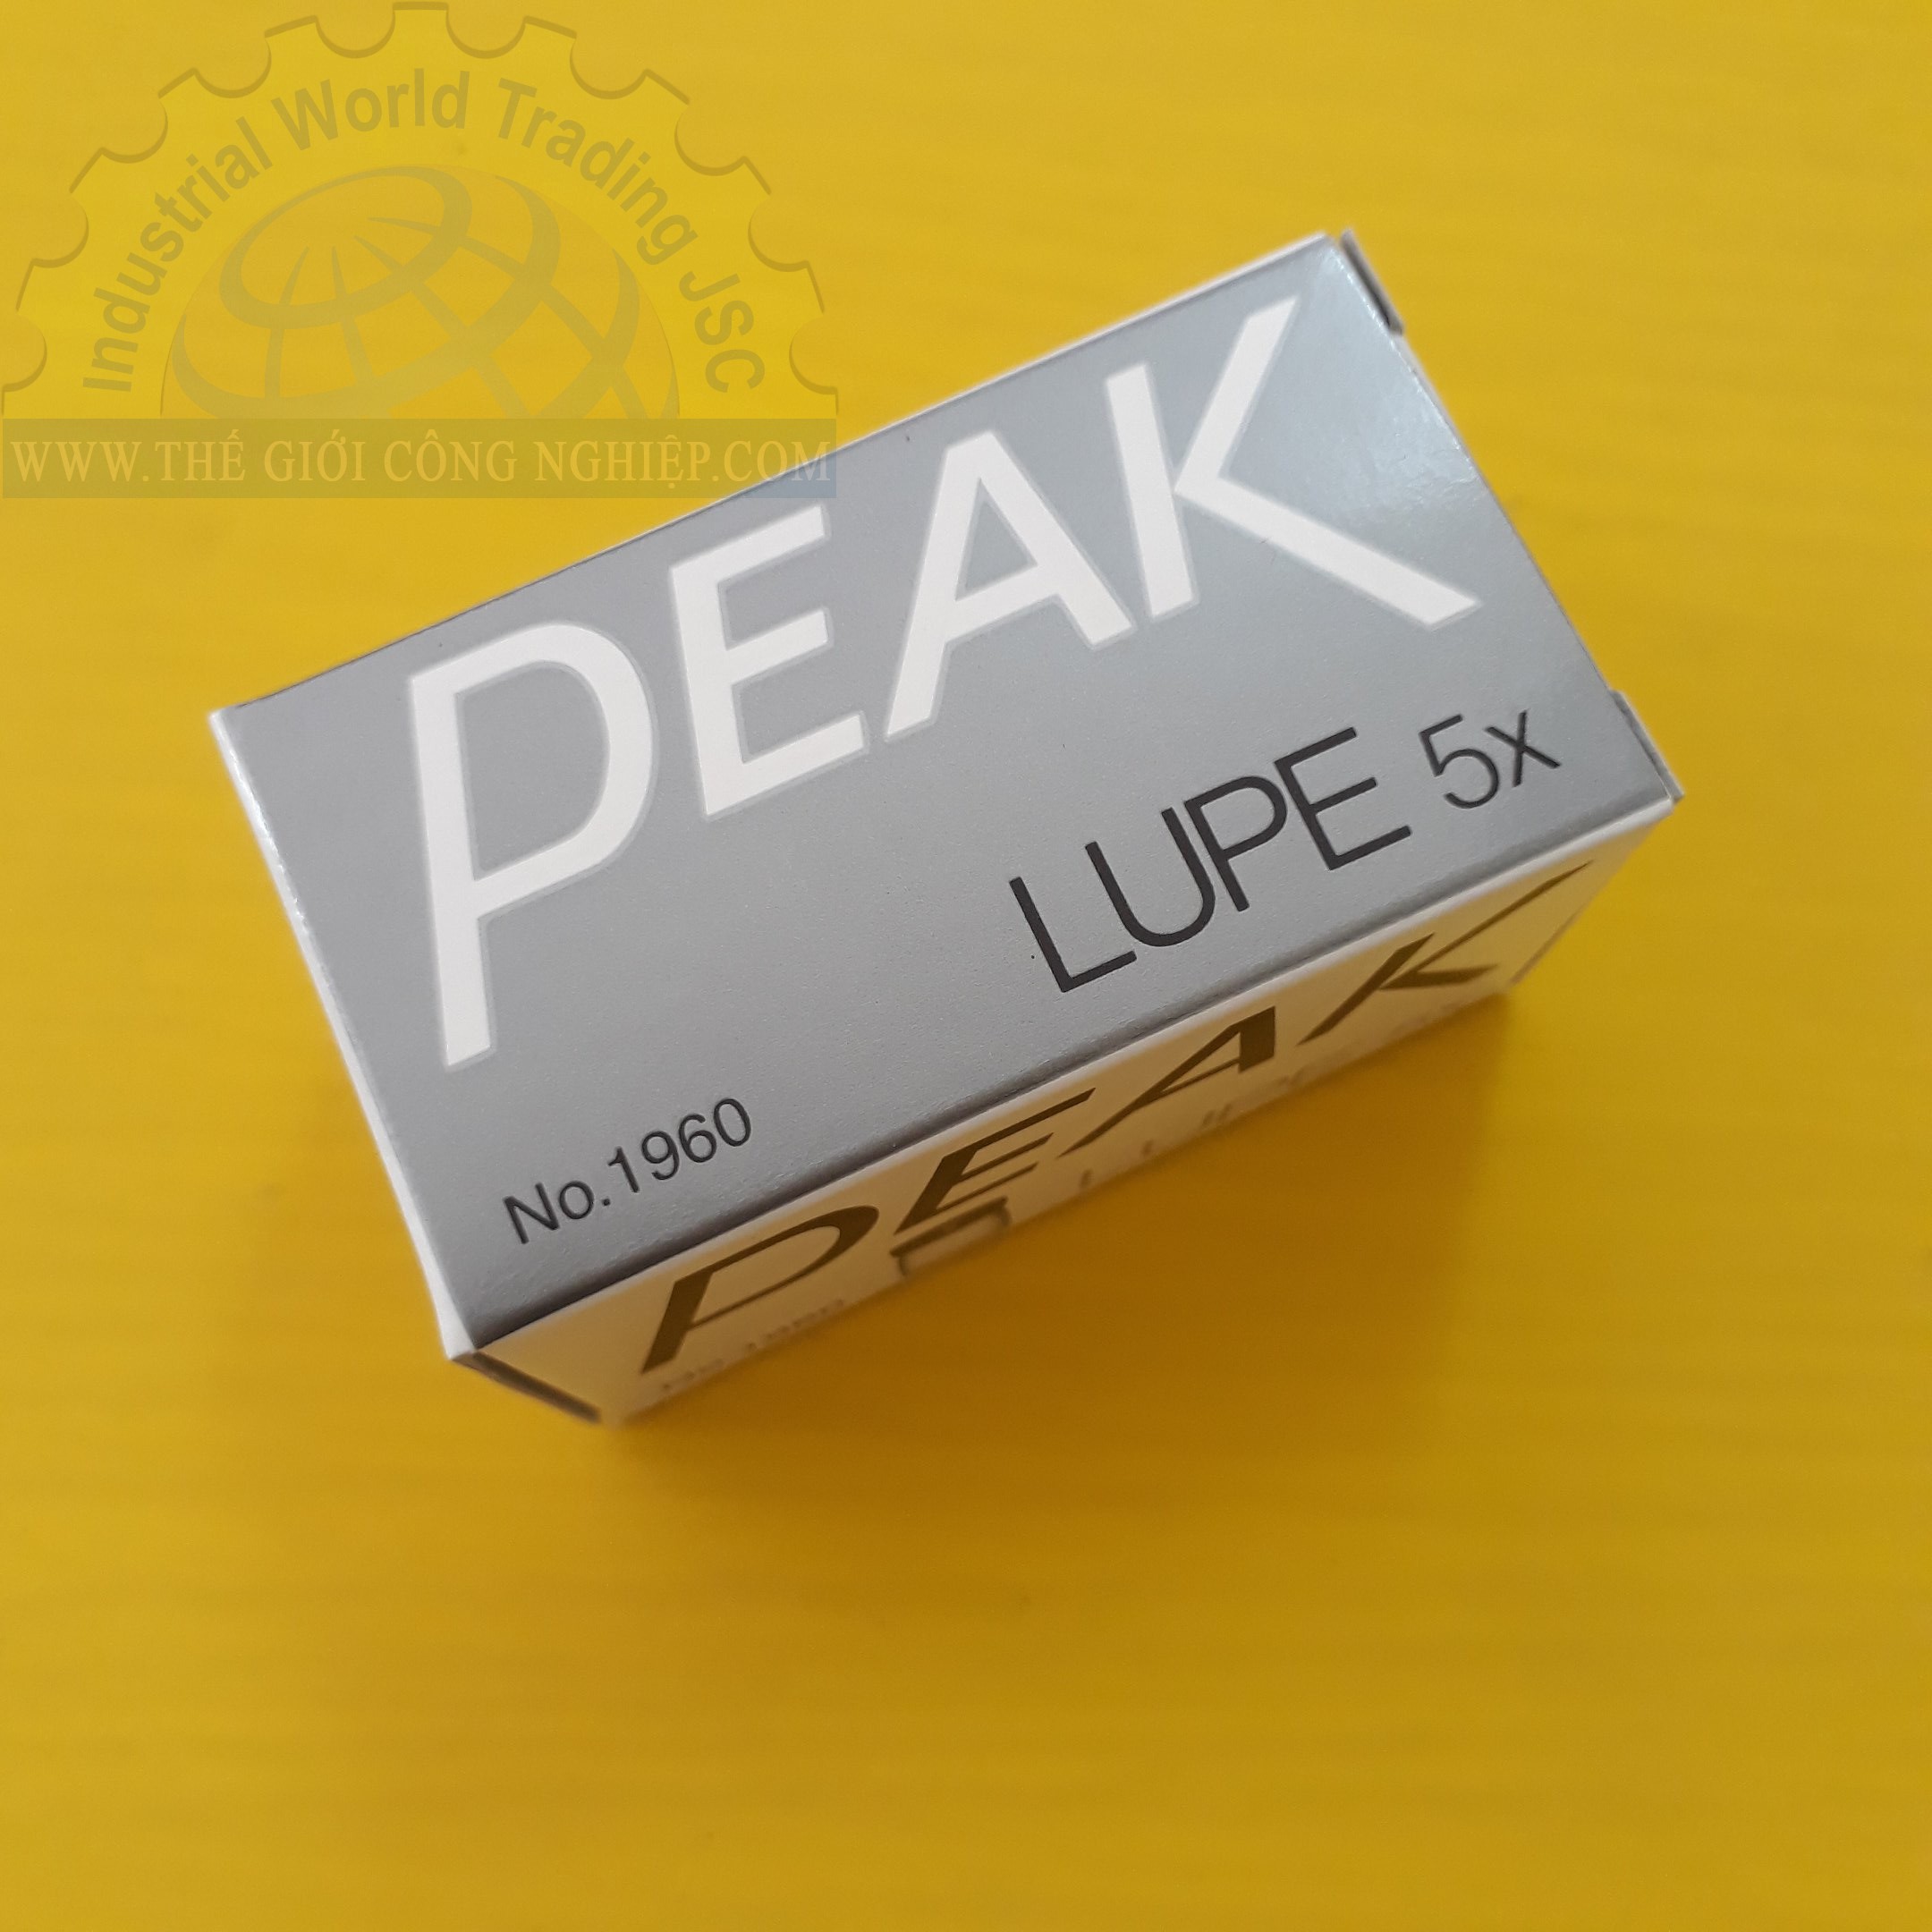 Industrial World Trading JSC
WWW.THẾ GIỚI CÔNG NGHIỆP.COM
PEAK
LUPE 5x
No.1960
PEAK